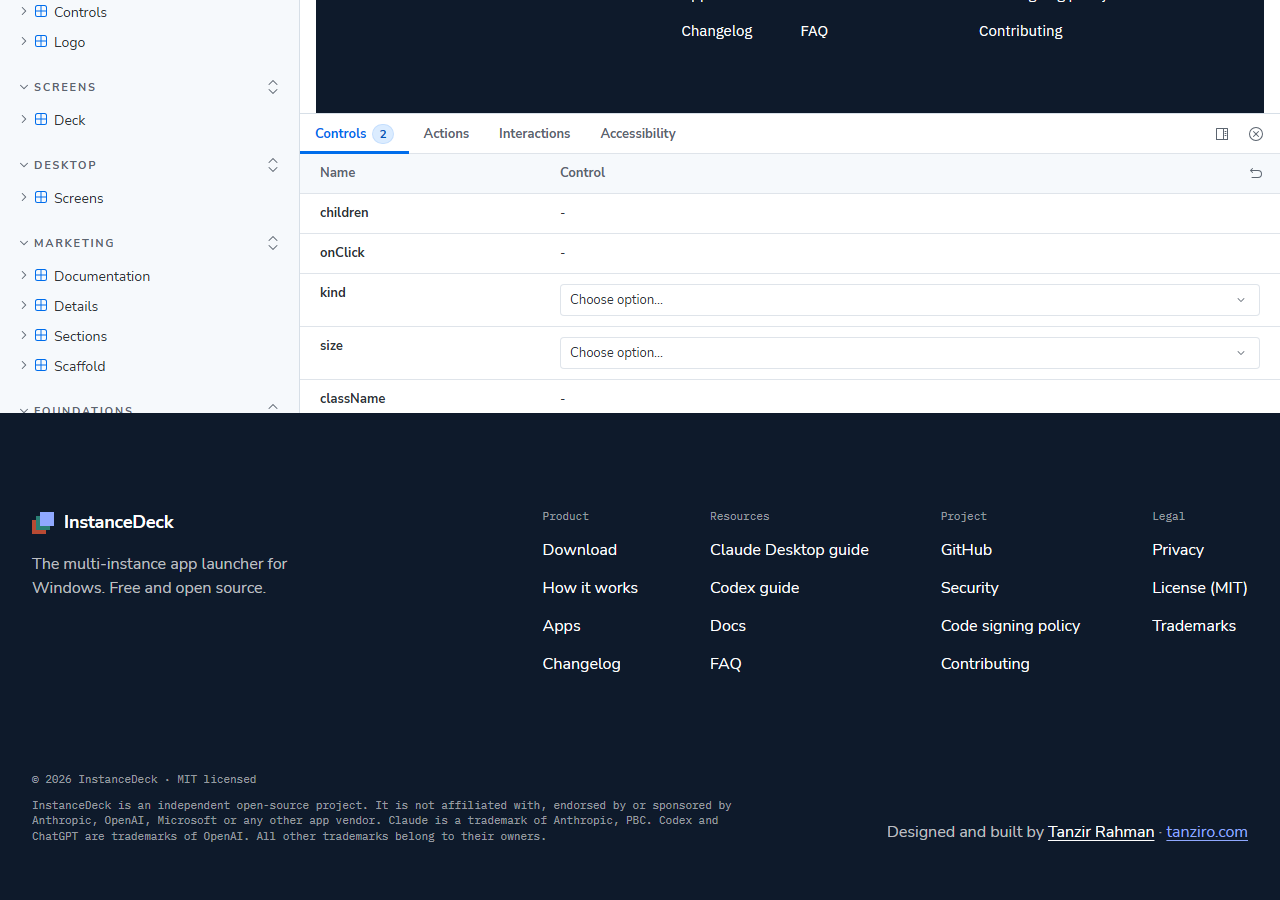 Controls
Logo
Changelog
FAQ
Contributing
SCREENS
Deck
DESKTOP
Screens
MARKETING
Documentation
Details
Sections
Scaffold
FOUNDATIONS
Controls 2
Actions
Interactions
Accessibility
Name
Control
children
-
onClick
-
kind
Choose option...
size
Choose option...
className
-
InstanceDeck
The multi-instance app launcher for
Windows. Free and open source.
Product
Download
How it works
Apps
Changelog
Resources
Claude Desktop guide
Codex guide
Docs
FAQ
Project
GitHub
Security
Code signing policy
Contributing
Legal
Privacy
License (MIT)
Trademarks
© 2026 InstanceDeck · MIT licensed
InstanceDeck is an independent open-source project. It is not affiliated with, endorsed by or sponsored by
Anthropic, OpenAI, Microsoft or any other app vendor. Claude is a trademark of Anthropic, PBC. Codex and
ChatGPT are trademarks of OpenAI. All other trademarks belong to their owners.
Designed and built by Tanzir Rahman · tanziro.com